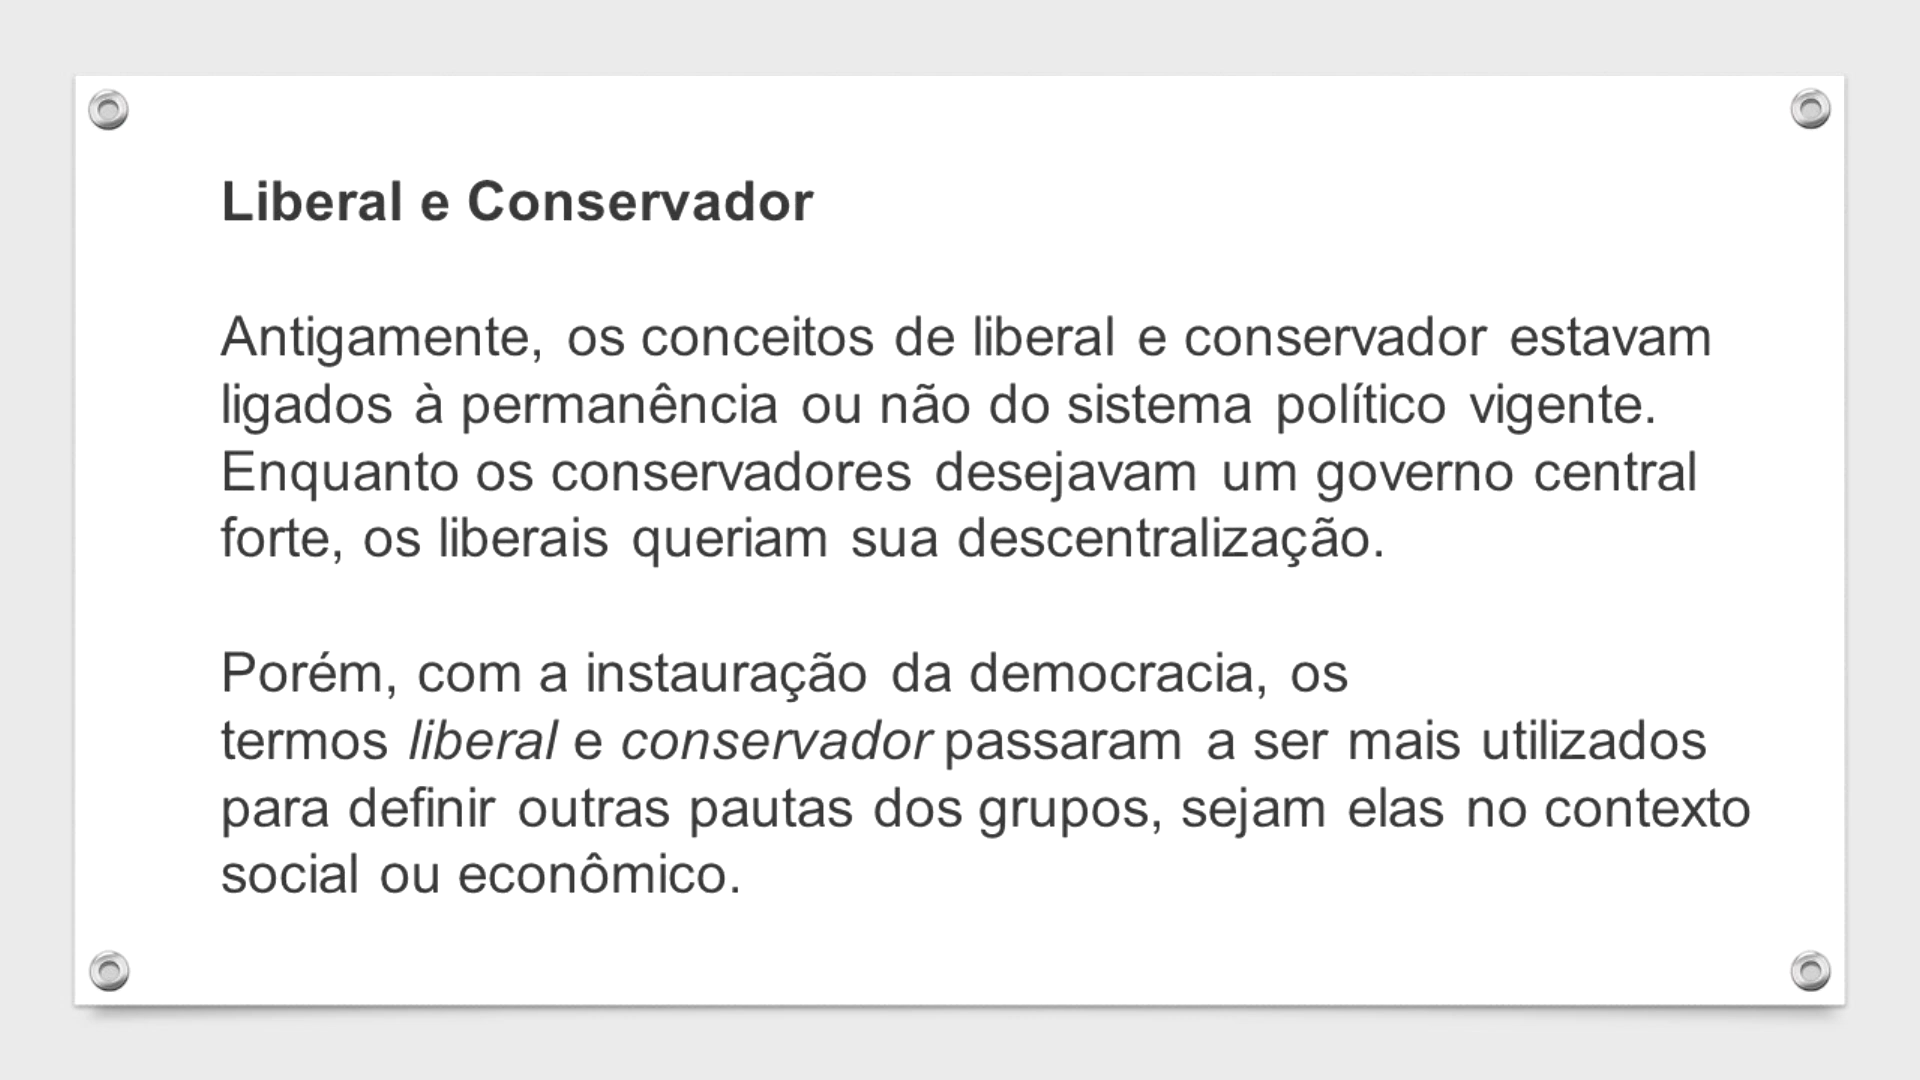 Liberal e Conservador
Antigamente, os conceitos de liberal e conservador estavam
ligados à permanência ou não do sistema político vigente.
Enquanto os conservadores desejavam um governo central
forte, os liberais queriam sua descentralização.
Porém, com a instauração da democracia, os
termos liberal e conservador passaram a ser mais utilizados
para definir outras pautas dos grupos, sejam elas no contexto
social ou econômico.